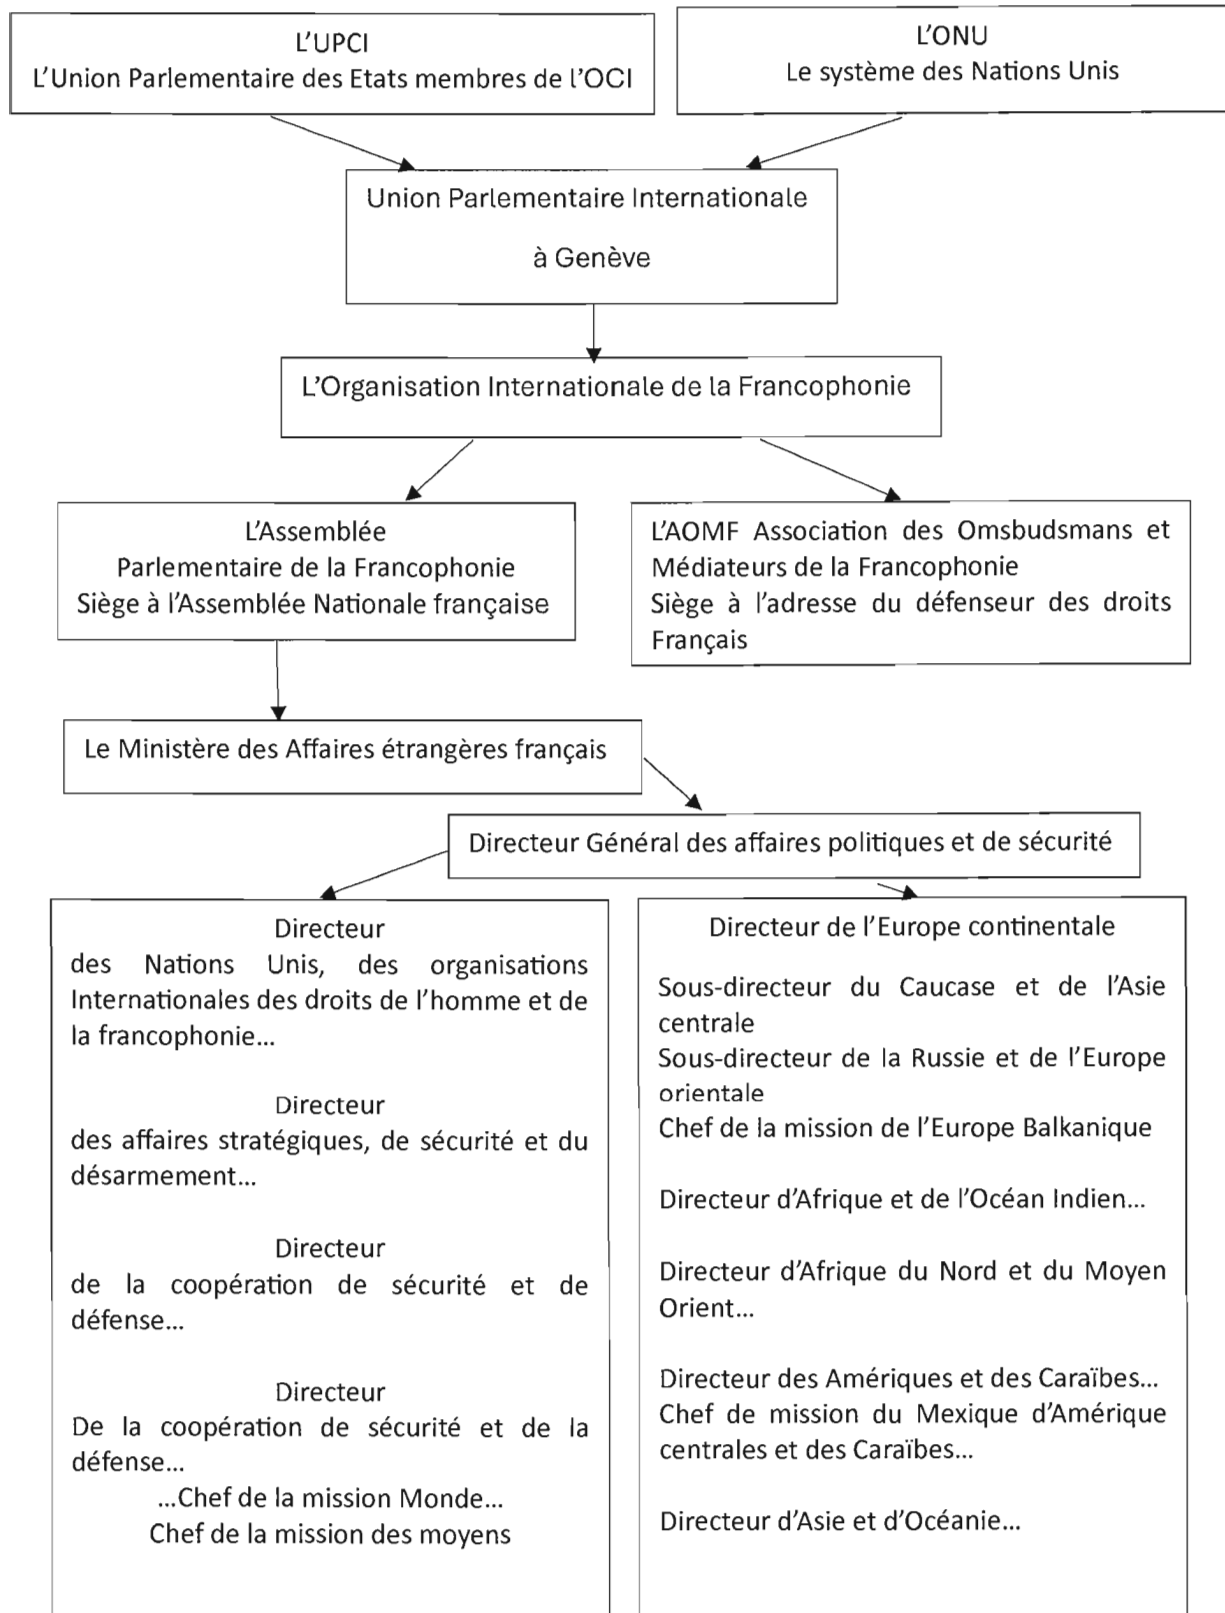 L'UPCI
L'Union Parlementaire des Etats membres de l'OCI
L'ONU
Le système des Nations Unis
Union Parlementaire Internationale
à Genève
L'Organisation Internationale de la Francophonie
L'Assemblée
Parlementaire de la Francophonie
Siège à l'Assemblée Nationale française
L'AOMF Association des Omsbudsmans et
Médiateurs de la Francophonie
Siège à l'adresse du défenseur des droits
Français
Le Ministère des Affaires étrangères français
Directeur Général des affaires politiques et de sécurité
Directeur
des Nations Unis, des organisations
Internationales des droits de l'homme et de
la francophonie...
Directeur
des affaires stratégiques, de sécurité et du
désarmement...
Directeur
de la coopération de sécurité et de
défense...
Directeur
De la coopération de sécurité et de la
défense...
...Chef de la mission Monde...
Chef de la mission des moyens
Directeur de l'Europe continentale
Sous-directeur du Caucase et de l'Asie
centrale
Sous-directeur de la Russie et de l'Europe
orientale
Chef de la mission de l'Europe Balkanique
Directeur d'Afrique et de l'Océan Indien...
Directeur d'Afrique du Nord et du Moyen
Orient...
Directeur des Amériques et des Caraïbes...
Chef de mission du Mexique d'Amérique
centrales et des Caraïbes...
Directeur d'Asie et d'Océanie...